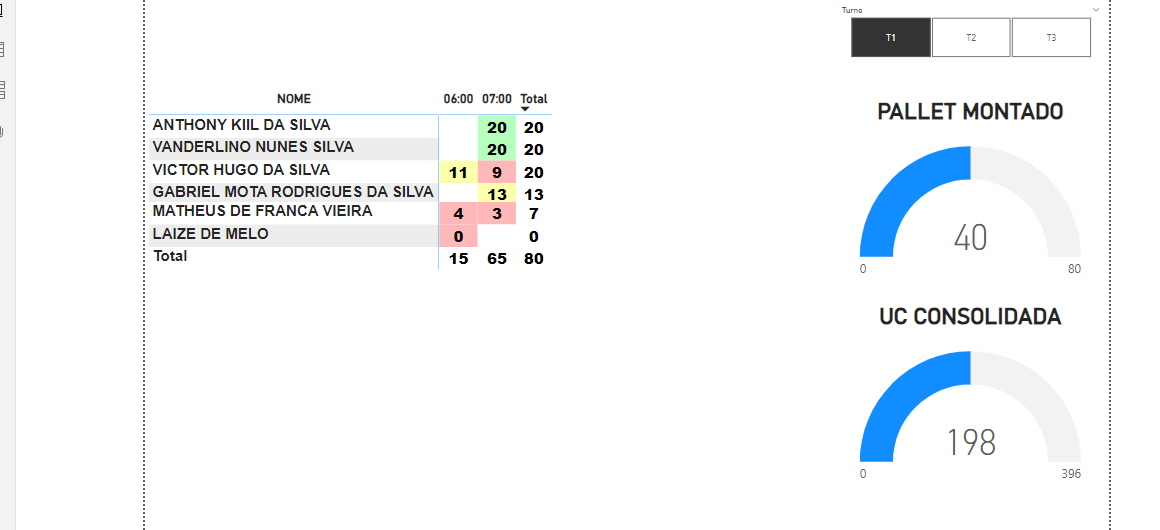 Turno
T1 T2 T3
NOME 06:00 07:00 Total
ANTHONY KIIL DA SILVA 20 20
VANDERLINO NUNES SILVA 20 20
VICTOR HUGO DA SILVA 11 9 20
GABRIEL MOTA RODRIGUES DA SILVA 13 13
MATHEUS DE FRANCA VIEIRA 4 3 7
LAIZE DE MELO 0 0
Total 15 65 80
PALLET MONTADO
40
0 80
UC CONSOLIDADA
198
0 396